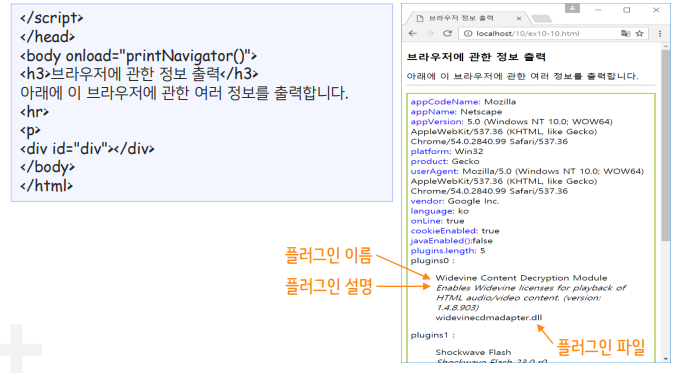 </script>
</head>
<body onload="printNavigator()">
<h3>브라우저에 관한 정보 출력</h3>
아래에 이 브라우저에 관한 여러 정보를 출력합니다.
<hr>
<p>
<div id="div"></div>
</body>
</html>
브라우저 정보 출력
localhost/10/ex10-10.html
브라우저에 관한 정보 출력
아래에 이 브라우저에 관한 여러 정보를 출력합니다.
appCodeName: Mozilla
appName: Netscape
appVersion: 5.0 (Windows NT 10.0; WOW64)
AppleWebKit/537.36 (KHTML, like Gecko)
Chrome/54.0.2840.99 Safari/537.36
platform: Win32
product: Gecko
userAgent: Mozilla/5.0 (Windows NT 10.0; WOW64)
AppleWebKit/537.36 (KHTML, like Gecko)
Chrome/54.0.2840.99 Safari/537.36
vendor: Google Inc.
language: ko
onLine: true
cookieEnabled: true
javaEnabled():false
plugins.length: 5
plugins0 :
플러그인 이름
Widevine Content Decryption Module
플러그인 설명
Enables Widevine licenses for playback of
HTML audio/video content. (version:
1.4.8.903)
widevinecdmadapter.dll
플러그인 파일
plugins1 :
Shockwave Flash
Shockwave Flash 23.0 r0